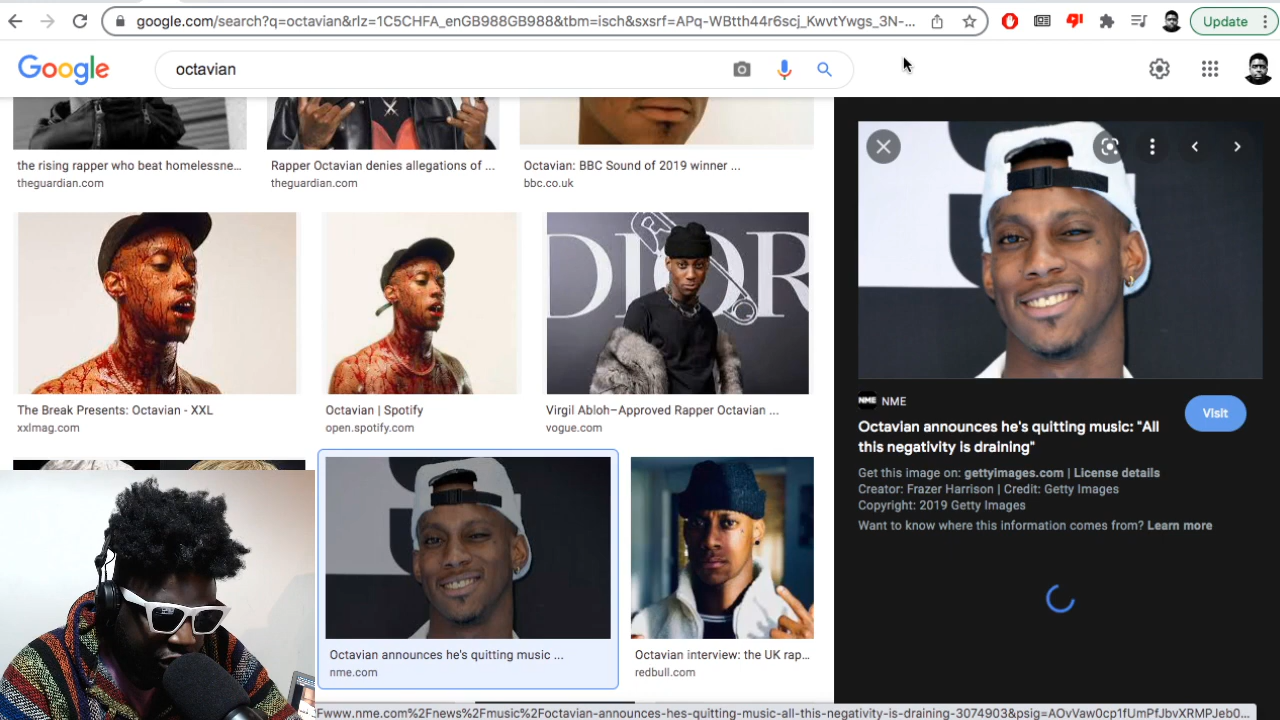 google.com/search?q=octavian&rlz=1C5CHFA_enGB988GB988&tbm=isch&sxsrf=APq-WBtth44r6scj_KwvtYwgs_3N-...
Update
Google
octavian
the rising rapper who beat homelessne...
theguardian.com
Rapper Octavian denies allegations of ...
theguardian.com
Octavian: BBC Sound of 2019 winner ...
bbc.co.uk
DIOR
The Break Presents: Octavian - XXL
xxlmag.com
Octavian | Spotify
open.spotify.com
Virgil Abloh–Approved Rapper Octavian ...
vogue.com
Octavian announces he's quitting music ...
nme.com
Octavian interview: the UK rap...
redbull.com
NME
NME
Visit
Octavian announces he's quitting music: "All
this negativity is draining"
Get this image on: gettyimages.com | License details
Creator: Frazer Harrison | Credit: Getty Images
Copyright: 2019 Getty Images
Want to know where this information comes from? Learn more
Fwww.nme.com%2Fnews%2Fmusic%2Foctavian-announces-hes-quitting-music-all-this-negativity-is-draining-3074903&psig=AOvVaw0cp1fUmPfJbvXRMPJeb0...